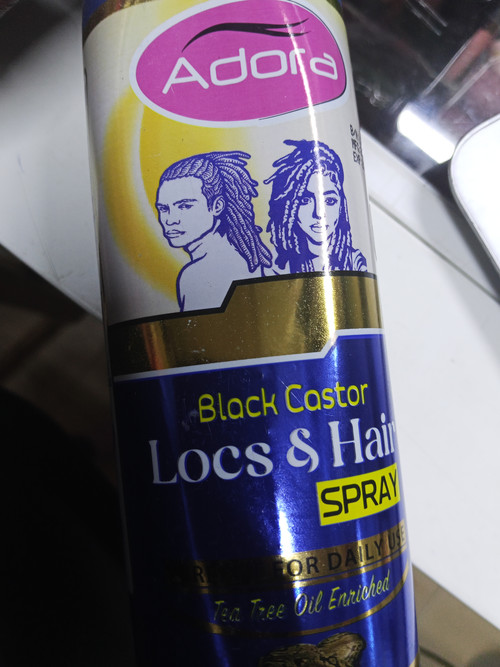 Adora
Black Castor
Locs & Hair
SPRAY
FOR DAILY USE
Tea Tree Oil Enriched